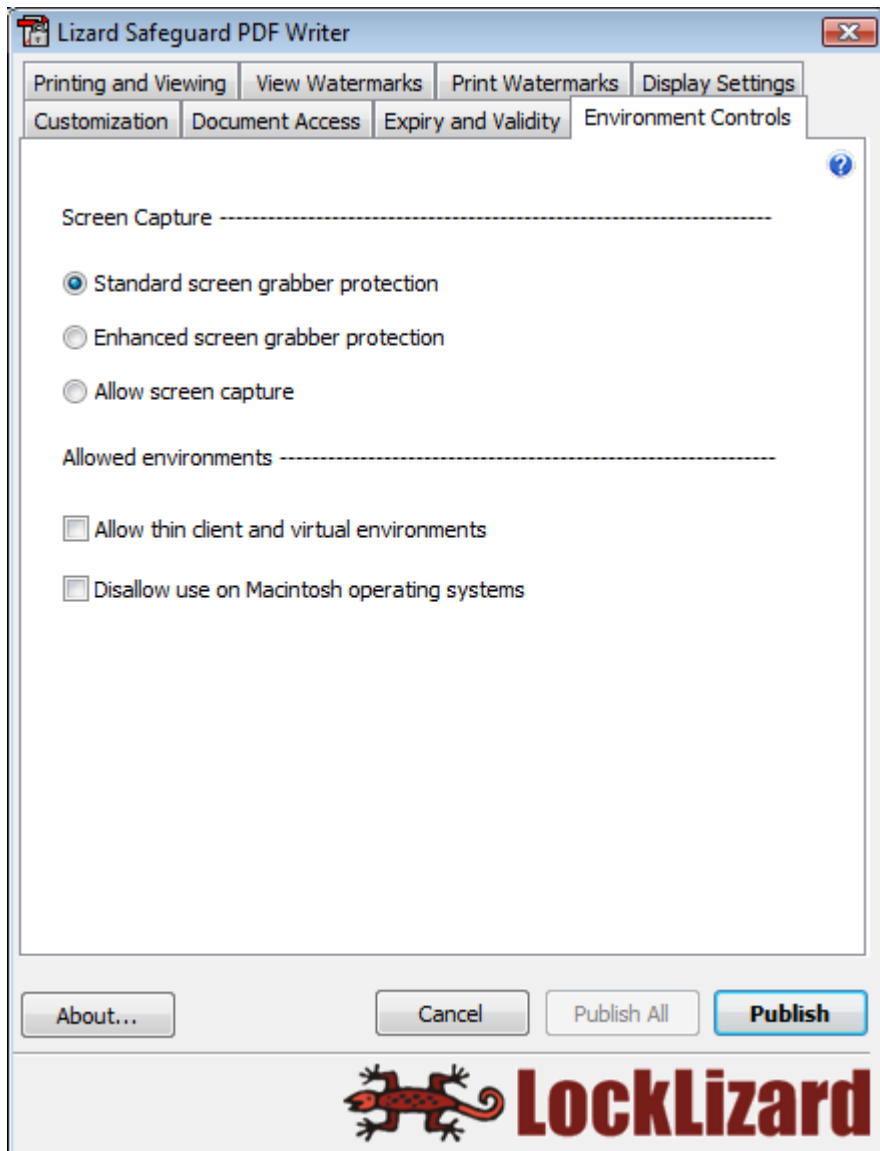 Lizard Safeguard PDF Writer
Printing and Viewing View Watermarks Print Watermarks Display Settings
Customization Document Access Expiry and Validity Environment Controls
?
Screen Capture ---------------------------------------------------------------------
Standard screen grabber protection
Enhanced screen grabber protection
Allow screen capture
Allowed environments --------------------------------------------------------------
Allow thin client and virtual environments
Disallow use on Macintosh operating systems
About... Cancel Publish All Publish
LockLizard